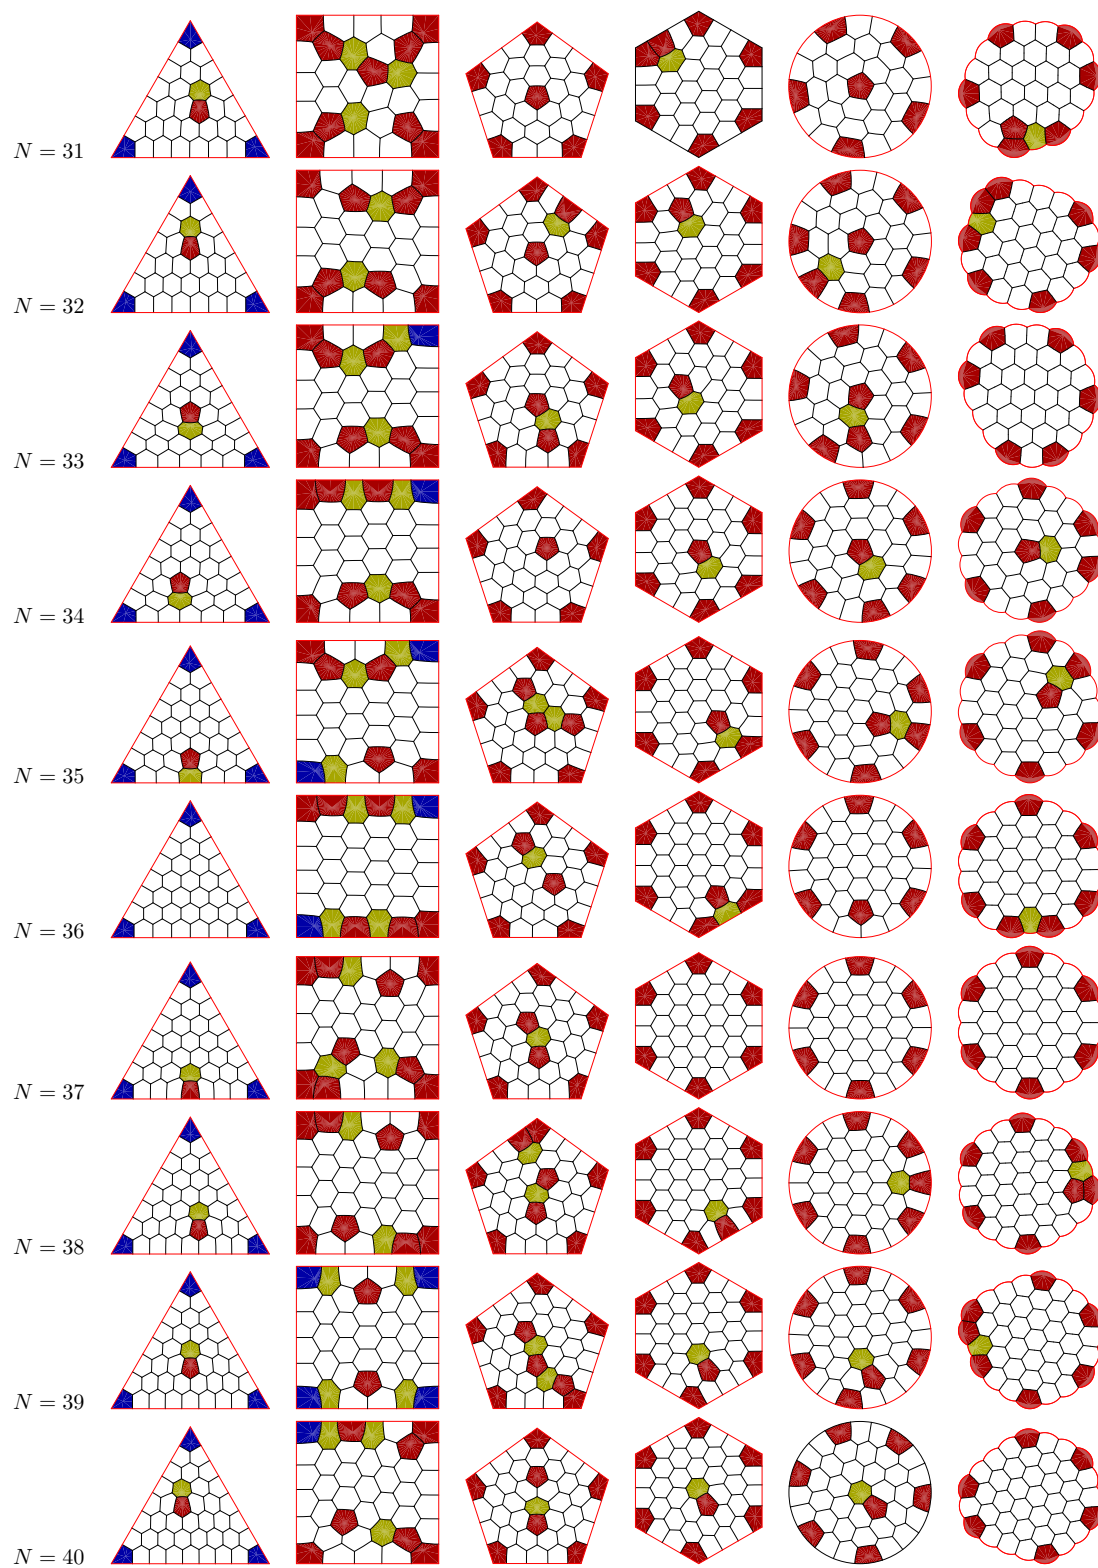 N = 31
N = 32
N = 33
N = 34
N = 35
N = 36
N = 37
N = 38
N = 39
N = 40